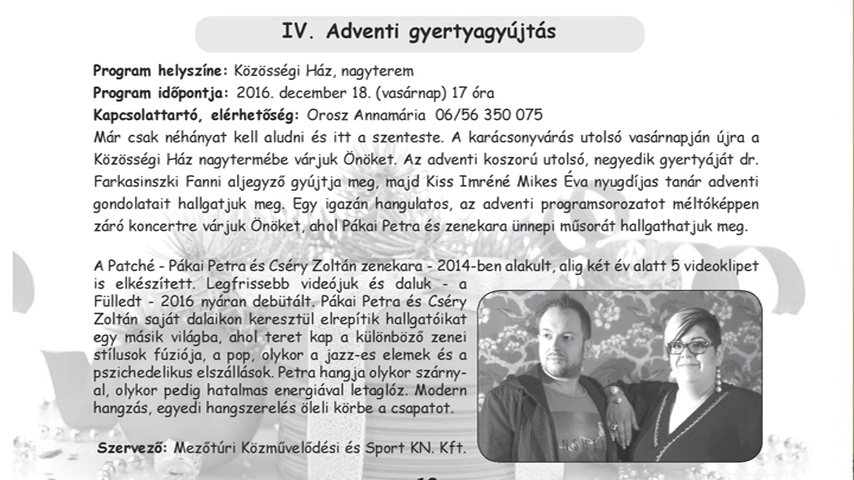 IV. Adventi gyertyagyújtás
Program helyszíne: Közösségi Ház, nagyterem
Program időpontja: 2016. december 18. (vasárnap) 17 óra
Kapcsolattartó, elérhetőség: Orosz Annamária 06/56 350 075
Már csak néhányat kell aludni és itt a szenteste. A karácsonyvárás utolsó vasárnapján újra a
Közösségi Ház nagytermébe várjuk Önöket. Az adventi koszorú utolsó, negyedik gyertyáját dr.
Farkasinszki Fanni aljegyző gyújtja meg, majd Kiss Imréné Mikes Éva nyugdíjas tanár adventi
gondolatait hallgatjuk meg. Egy igazán hangulatos, az adventi programsorozatot méltóképpen
záró koncertre várjuk Önöket, ahol Pákai Petra és zenekara ünnepi műsorát hallgathatjuk meg.
A Patché - Pákai Petra és Cséry Zoltán zenekara - 2014-ben alakult, alig két év alatt 5 videoklipet
is elkészített. Legfrissebb videójuk és daluk - a
Fülledt - 2016 nyáran debütált. Pákai Petra és Cséry
Zoltán saját dalaikon keresztül elrepítik hallgatóikat
egy másik világba, ahol teret kap a különböző zenei
stílusok fúziója, a pop, olykor a jazz-es elemek és a
pszichedelikus elszállások. Petra hangja olykor szárny-
al, olykor pedig hatalmas energiával letaglóz. Modern
hangzás, egyedi hangszerelés öleli körbe a csapatot.
Szervező: Mezőtúri Közművelődési és Sport KN. Kft.